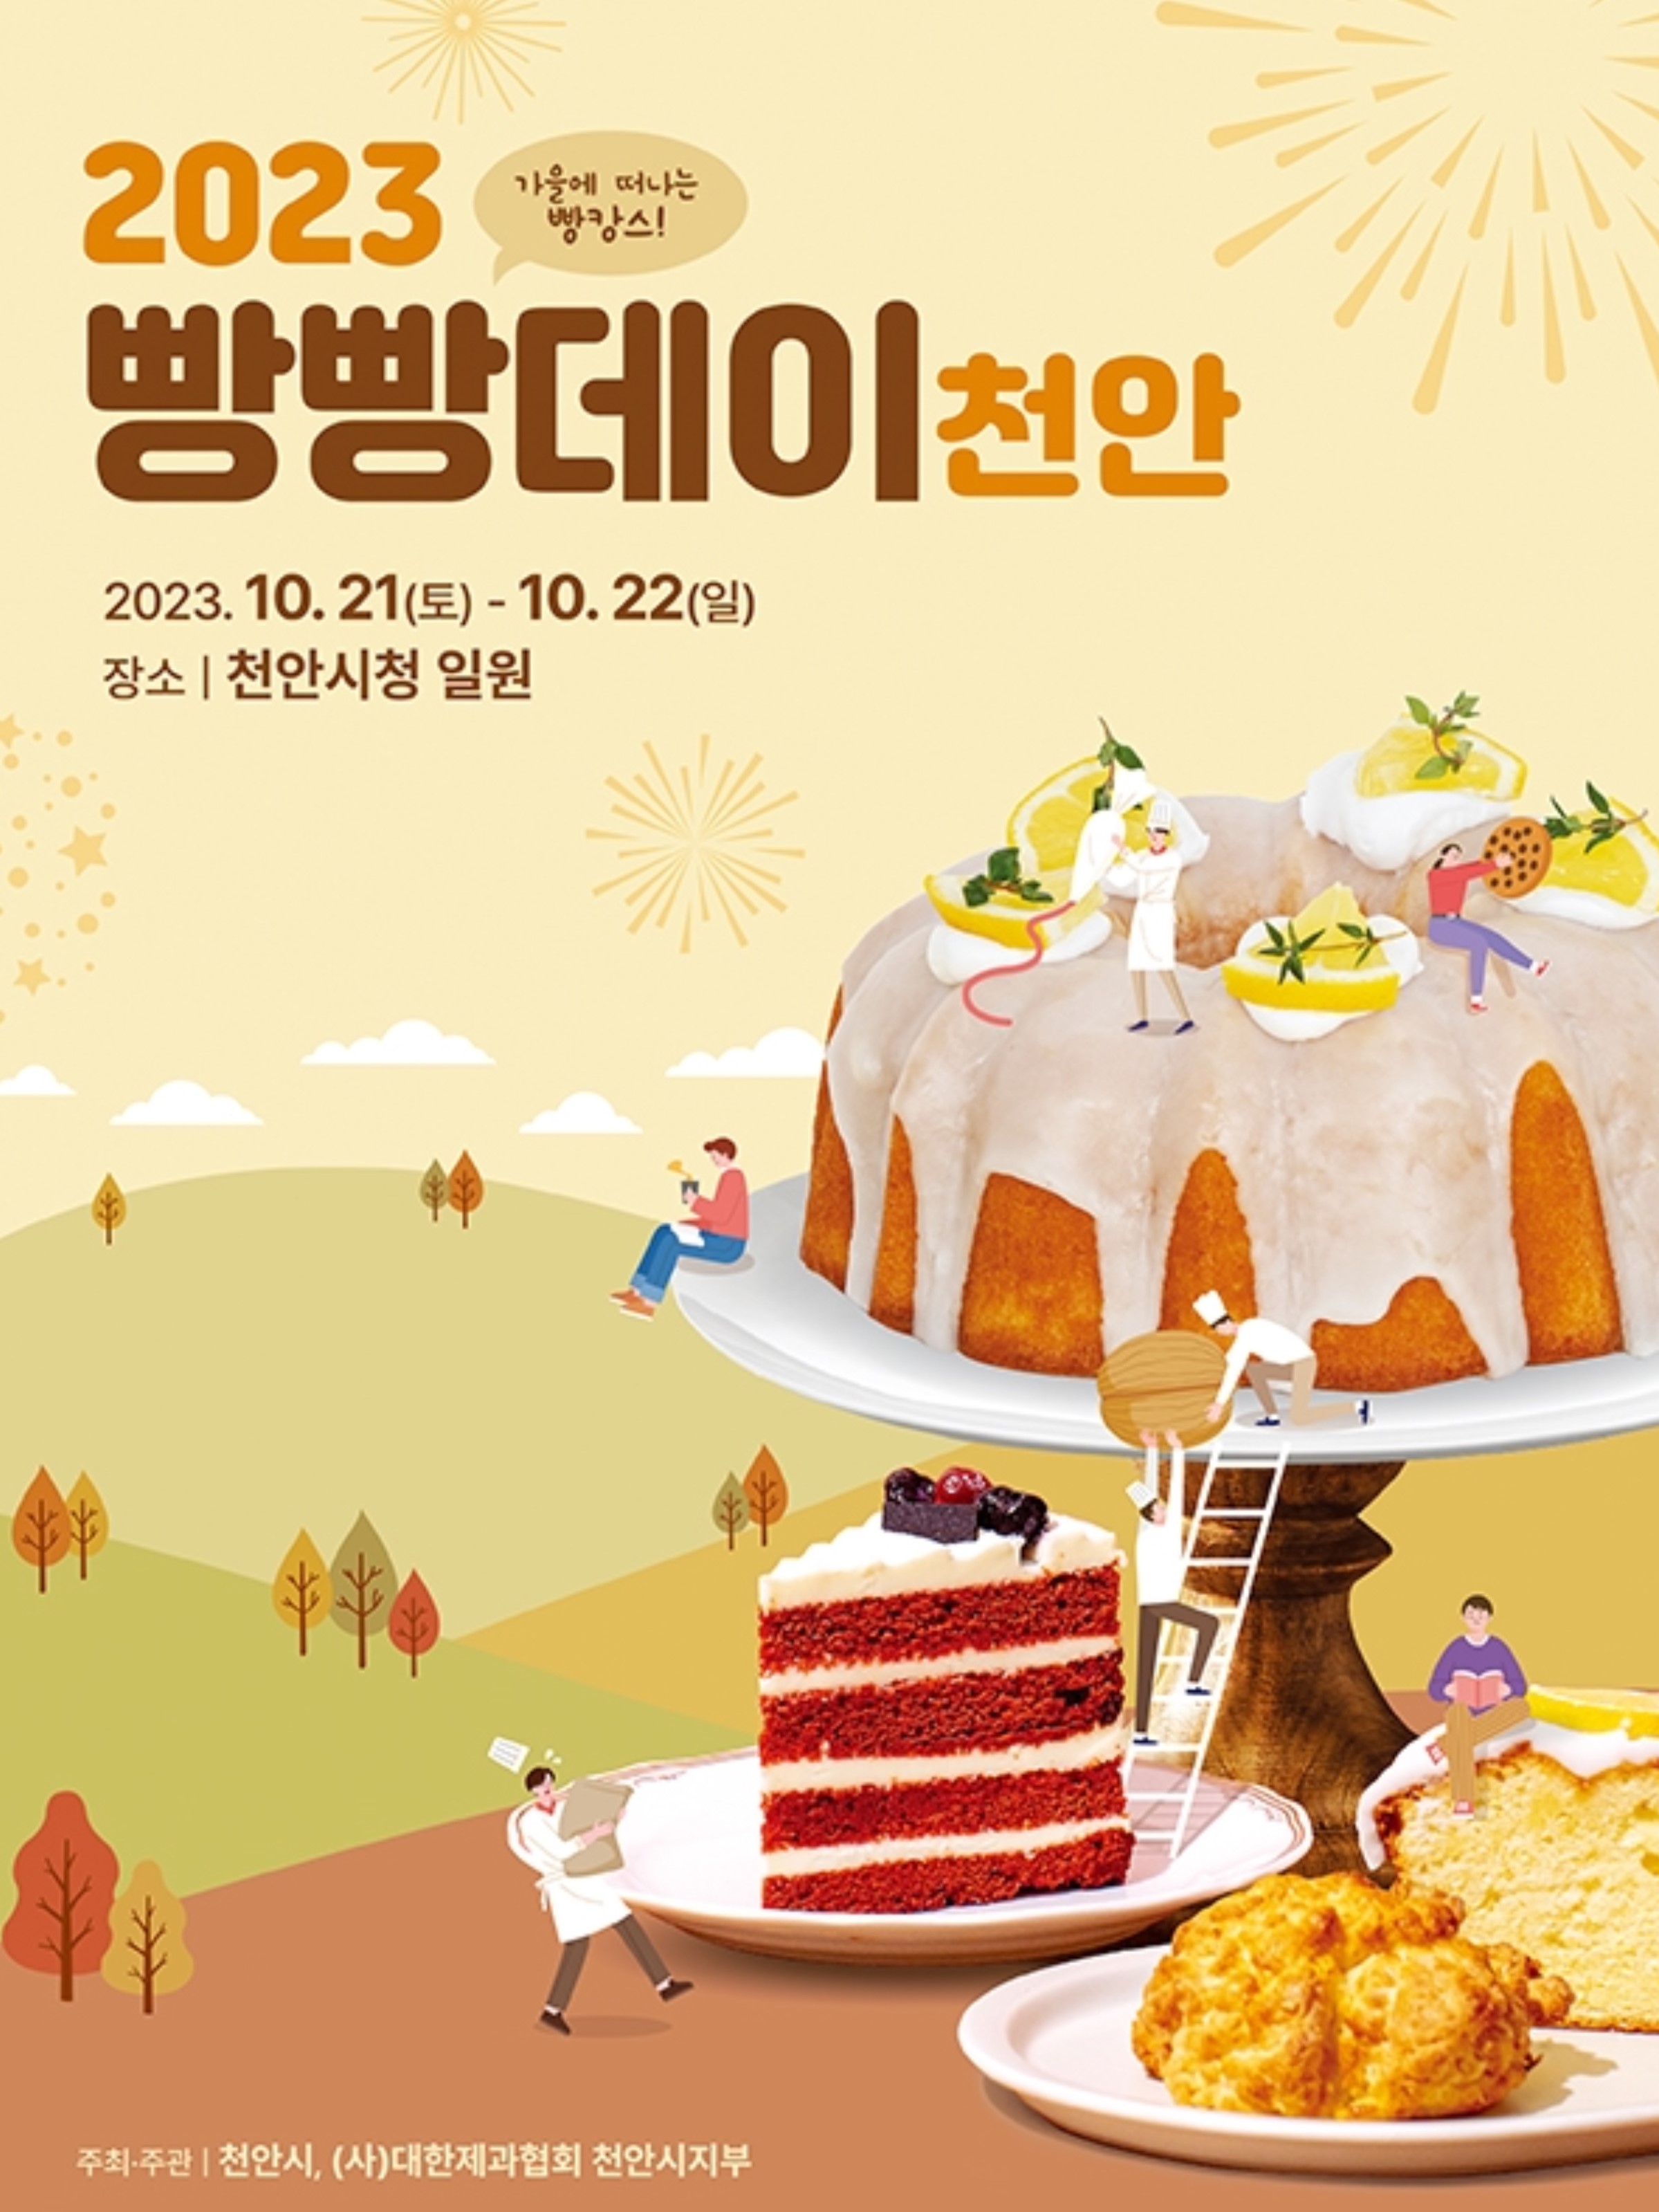 2023
가을에 떠나는
빵캉스!
빵빵데이천안
2023. 10. 21(토) - 10. 22(일)
장소 | 천안시청 일원
주최·주관 | 천안시, (사)대한제과협회 천안시지부